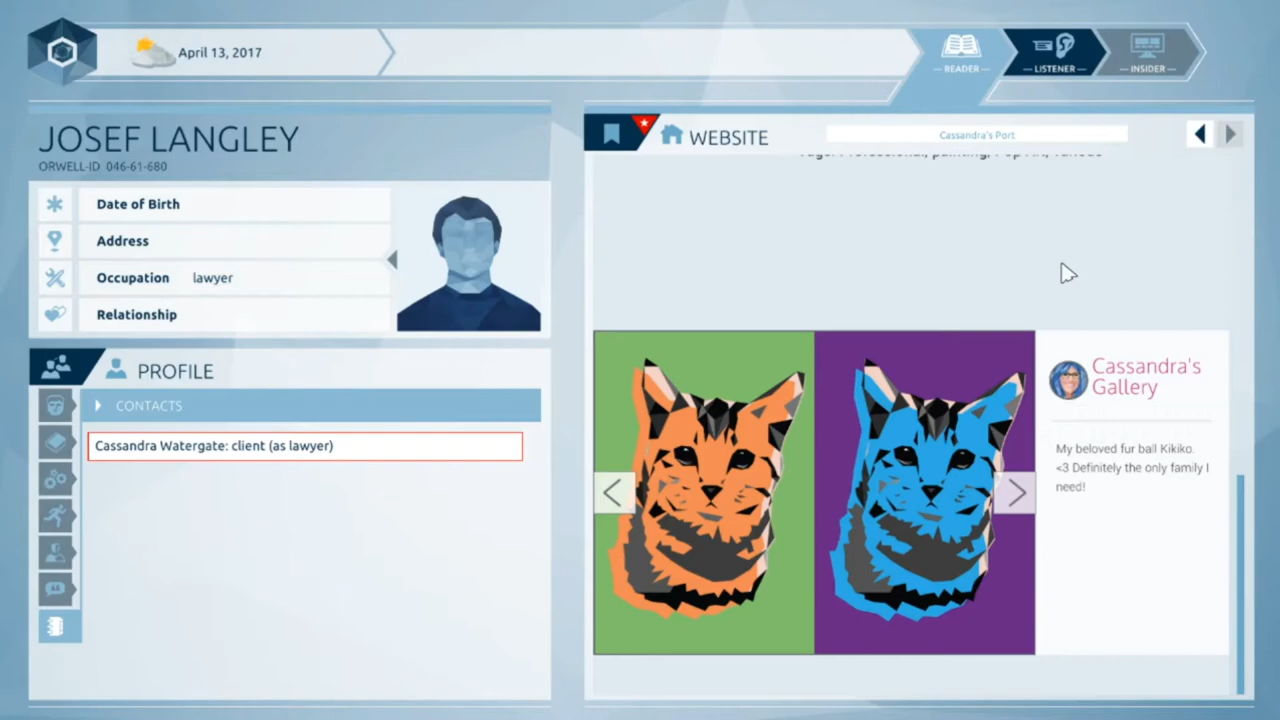 April 13, 2017
— READER —
— LISTENER —
— INSIDER —
JOSEF LANGLEY
ORWELL-ID 046-61-680
Date of Birth
Address
Occupation lawyer
Relationship
PROFILE
CONTACTS
Cassandra Watergate: client (as lawyer)
WEBSITE
Cassandra's Port
Cassandra's
Gallery
My beloved fur ball Kikiko.
<3 Definitely the only family I
need!